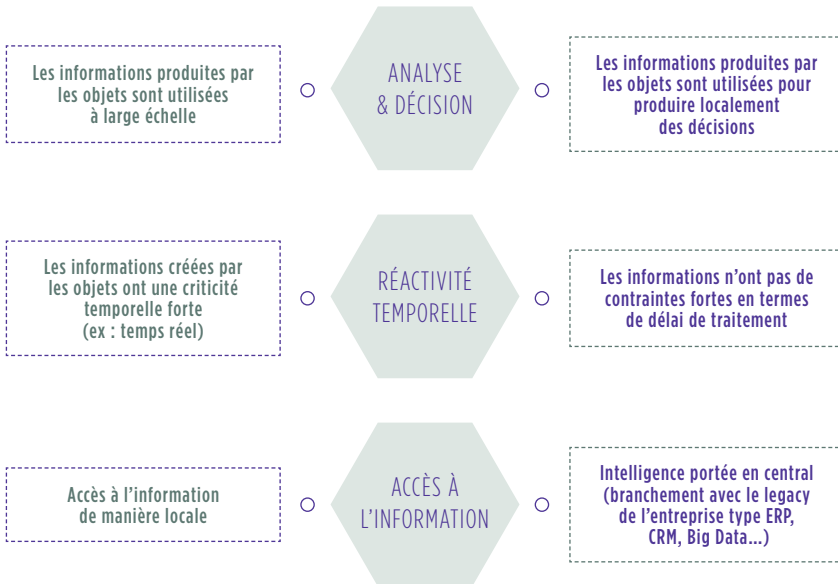 Les informations produites par
les objets sont utilisées
à large échelle
ANALYSE
& DÉCISION
Les informations produites par
les objets sont utilisées pour
produire localement
des décisions
Les informations créées par
les objets ont une criticité
temporelle forte
(ex : temps réel)
RÉACTIVITÉ
TEMPORELLE
Les informations n’ont pas de
contraintes fortes en termes
de délai de traitement
Accès à l’information
de manière locale
ACCÈS À
L’INFORMATION
Intelligence portée en central
(branchement avec le legacy
de l’entreprise type ERP,
CRM, Big Data...)